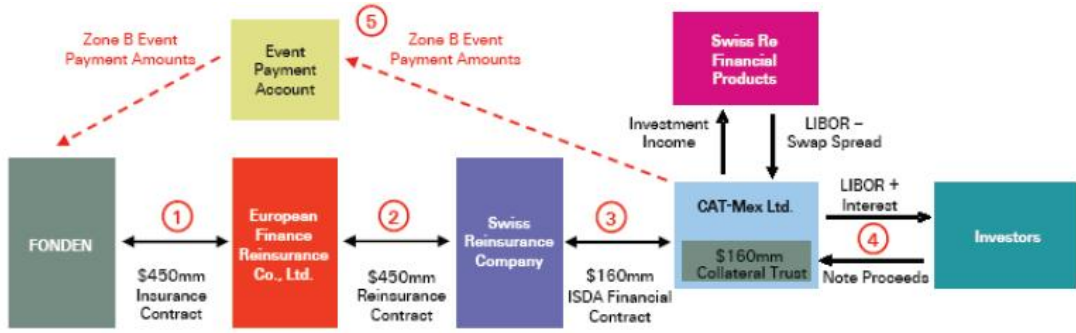 5
Zone B Event
Payment Amounts
Event
Payment
Account
Zone B Event
Payment Amounts
Swiss Re
Financial
Products
Investment
Income
LIBOR –
Swap Spread
FONDEN
1
$450mm
Insurance
Contract
European
Finance
Reinsurance
Co., Ltd.
2
$450mm
Reinsurance
Contract
Swiss
Reinsurance
Company
3
$160mm
ISDA Financial
Contract
CAT-Mex Ltd.
$160mm
Collateral Trust
LIBOR +
Interest
4
Note Proceeds
Investors